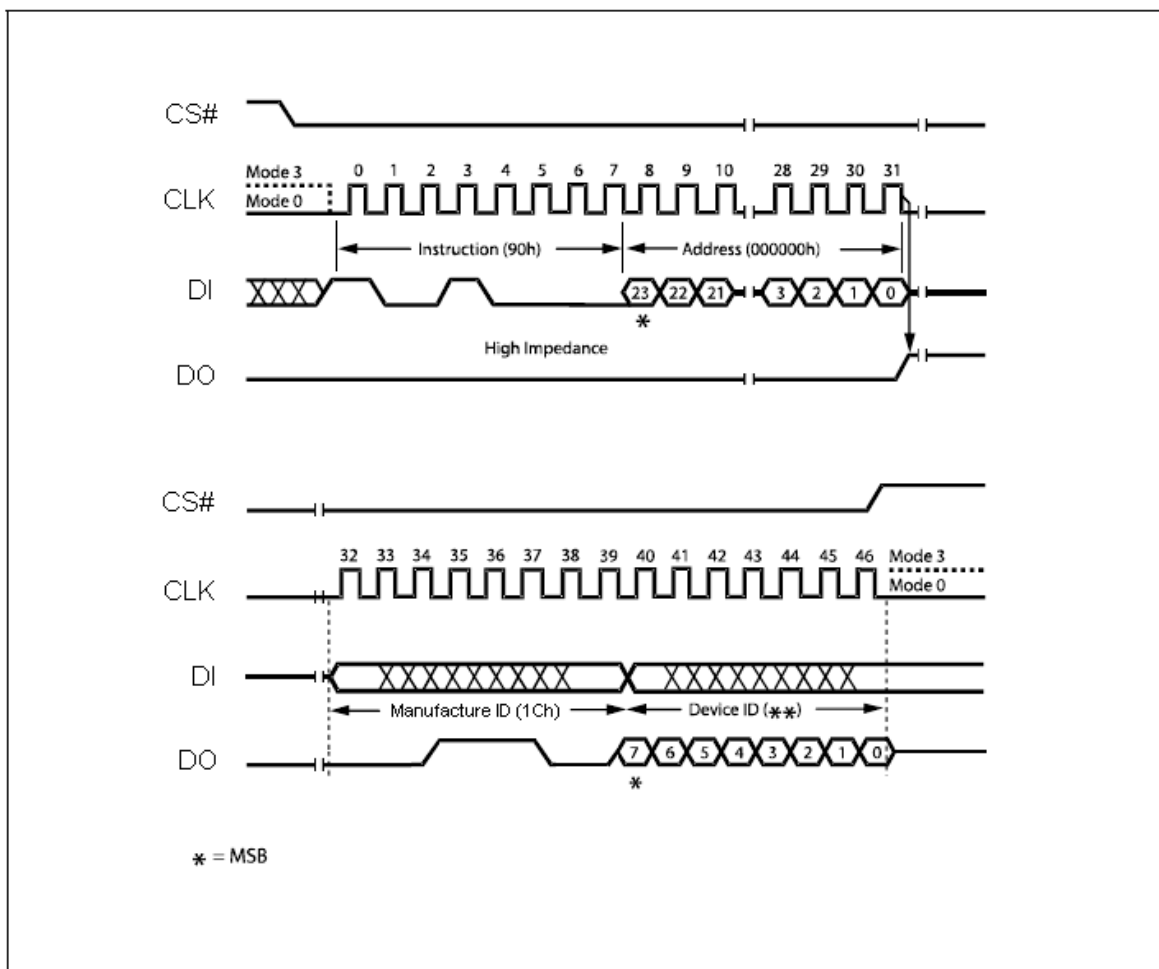 CS#
Mode 3 0 1 2 3 4 5 6 7 8 9 10 28 29 30 31
CLK Mode 0
Instruction (90h) Address (000000h)
DI 23 22 21 3 2 1 0
*
High Impedance
DO
CS#
32 33 34 35 36 37 38 39 40 41 42 43 44 45 46 Mode 3
CLK Mode 0
DI
Manufacture ID (1Ch) Device ID (**)
DO 7 6 5 4 3 2 1 0
*
* = MSB